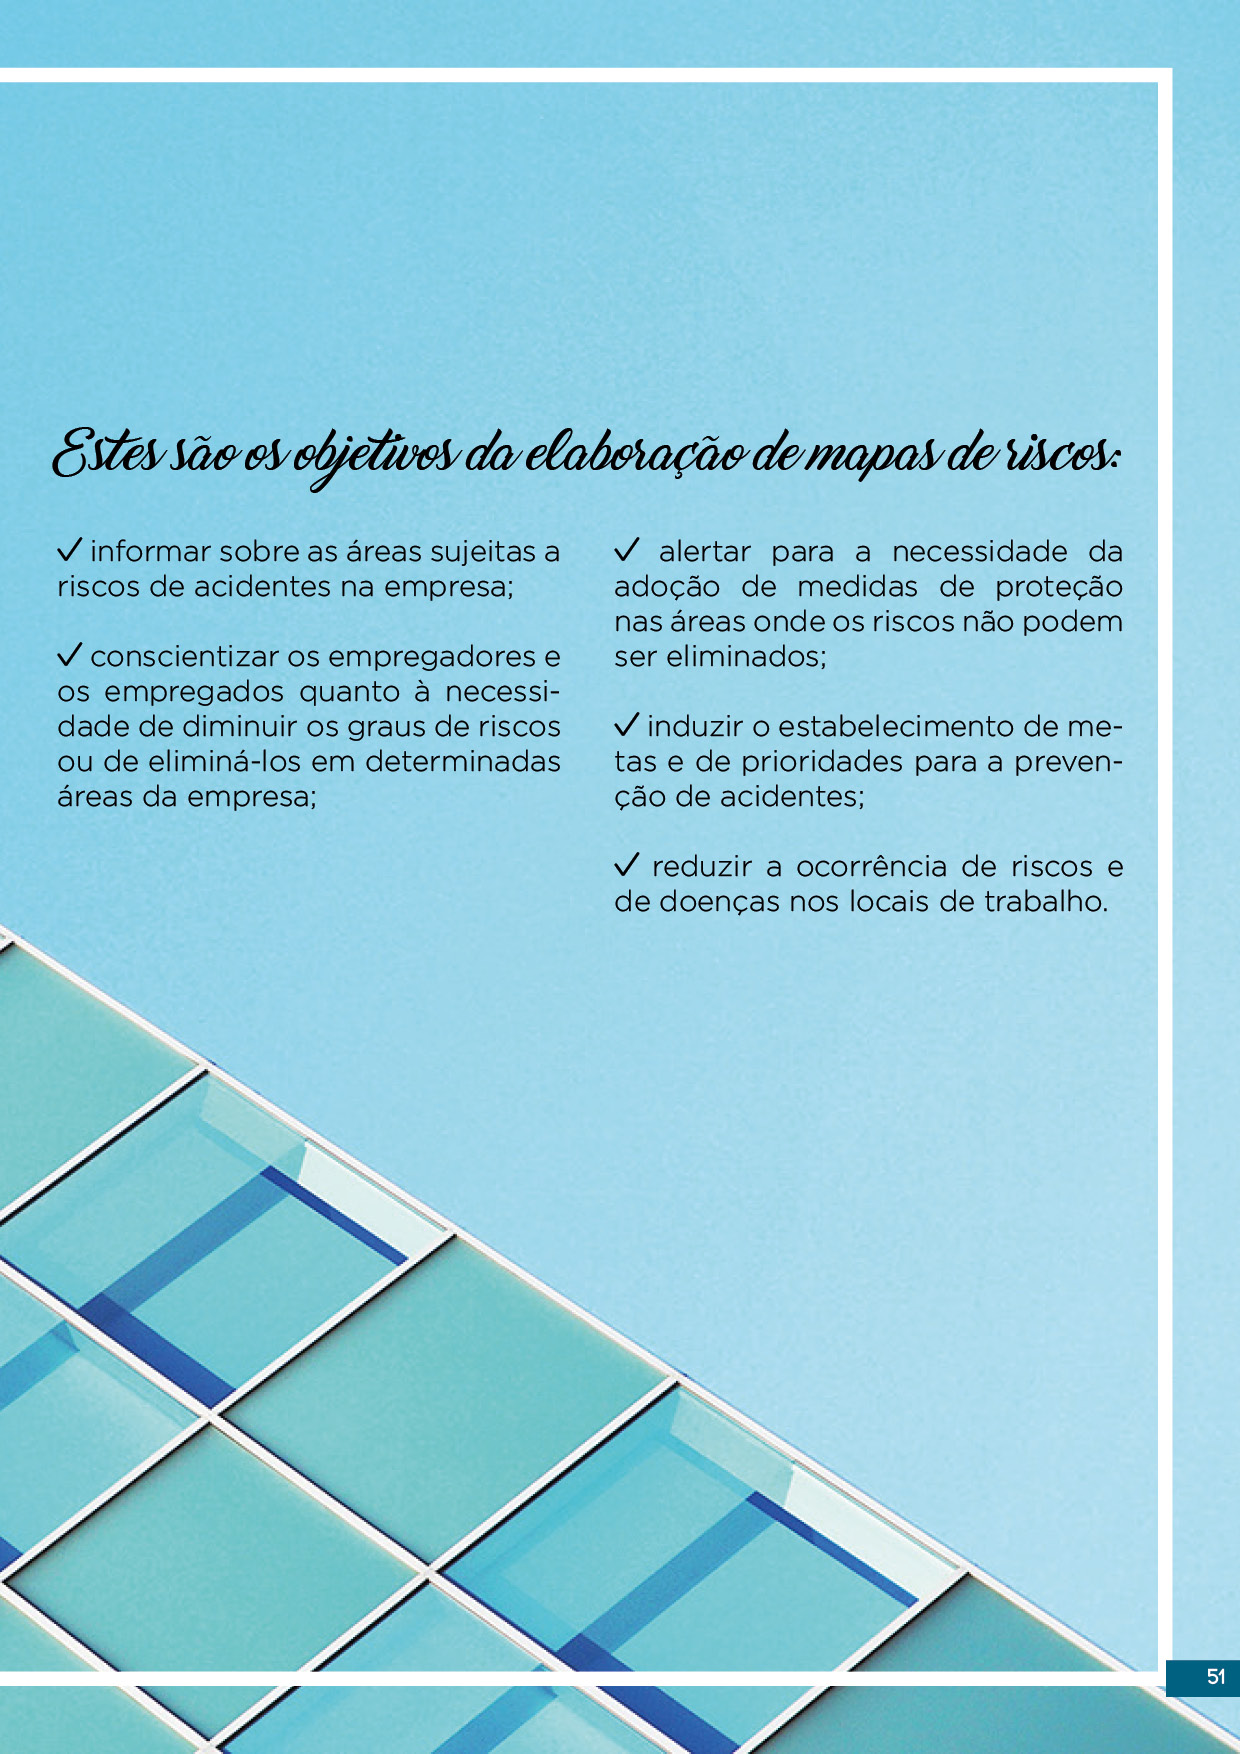 Estes são os objetivos da elaboração de mapas de riscos:
✓ informar sobre as áreas sujeitas a
riscos de acidentes na empresa;
✓ conscientizar os empregadores e
os empregados quanto à necessi-
dade de diminuir os graus de riscos
ou de eliminá-los em determinadas
áreas da empresa;
✓ alertar para a necessidade da
adoção de medidas de proteção
nas áreas onde os riscos não podem
ser eliminados;
✓ induzir o estabelecimento de me-
tas e de prioridades para a preven-
ção de acidentes;
✓ reduzir a ocorrência de riscos e
de doenças nos locais de trabalho.
51